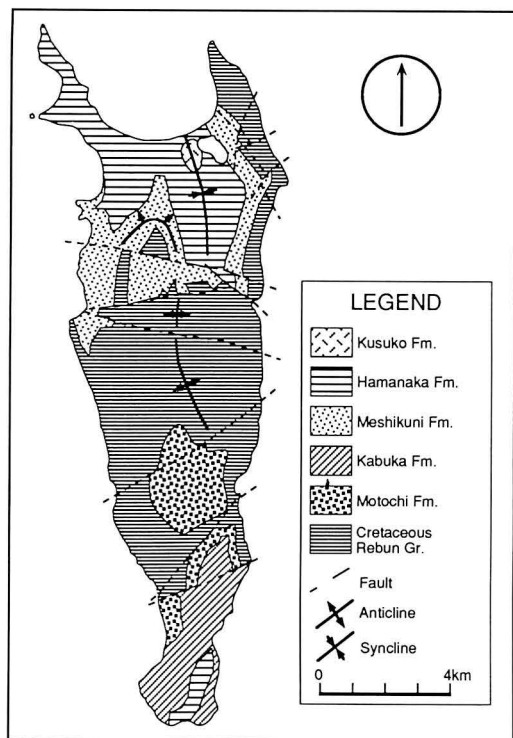 LEGEND
Kusuko Fm.
Hamanaka Fm.
Meshikuni Fm.
Kabuka Fm.
Motochi Fm.
Cretaceous
Rebun Gr.
Fault
Anticline
Syncline
0 4km